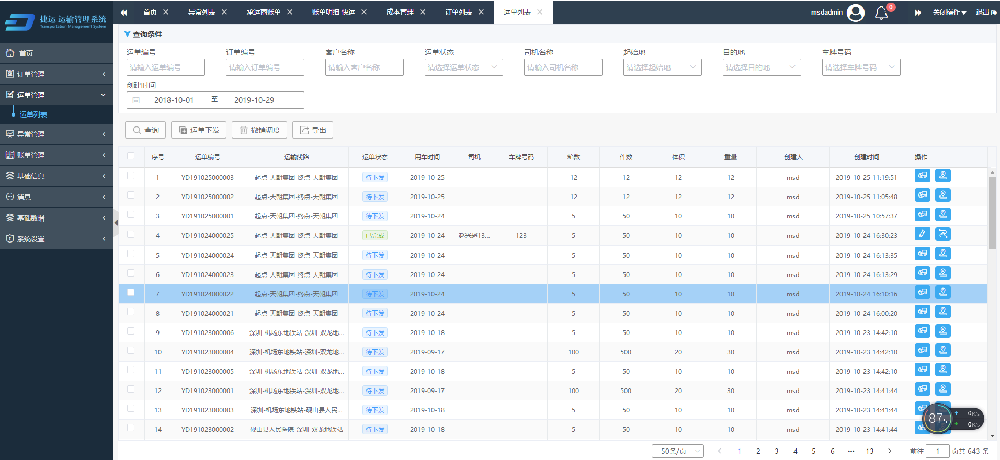 捷运 运输管理系统
Transportation Management System
首页 异常列表 承运商账单 账单明细-快运 成本管理 订单列表 运单列表 msdadmin 0 关闭操作 退出
首页
订单管理
运单管理
运单列表
异常管理
账单管理
基础信息
消息
基础数据
系统设置
查询条件
运单编号 订单编号 客户名称 运单状态 司机名称 起始地 目的地 车牌号码
请输入运单编号 请输入订单编号 请输入客户名称 请选择运单状态 请输入司机名称 请选择起始地 请选择目的地 请选择车牌号码
创建时间
2018-10-01 至 2019-10-29
查询 运单下发 撤销调度 导出
序号 运单编号 运输线路 运单状态 用车时间 司机 车牌号码 箱数 件数 体积 重量 创建人 创建时间 操作
1 YD191025000003 起点-天朝集团-终点-天朝集团 待下发 2019-10-25 12 12 12 12 msd 2019-10-25 11:19:51
2 YD191025000002 起点-天朝集团-终点-天朝集团 待下发 2019-10-25 12 12 12 12 msd 2019-10-25 11:05:48
3 YD191025000001 起点-天朝集团-终点-天朝集团 待下发 2019-10-24 5 50 10 10 msd 2019-10-25 10:57:37
4 YD191024000025 起点-天朝集团-终点-天朝集团 已完成 2019-10-24 赵兴超13... 123 5 50 10 10 msd 2019-10-24 16:30:23
5 YD191024000024 起点-天朝集团-终点-天朝集团 待下发 2019-10-24 5 50 10 10 msd 2019-10-24 16:13:35
6 YD191024000023 起点-天朝集团-终点-天朝集团 待下发 2019-10-24 5 50 10 10 msd 2019-10-24 16:13:29
7 YD191024000022 起点-天朝集团-终点-天朝集团 待下发 2019-10-24 5 50 10 10 msd 2019-10-24 16:10:16
8 YD191024000021 起点-天朝集团-终点-天朝集团 待下发 2019-10-24 5 50 10 10 msd 2019-10-24 16:00:20
9 YD191023000006 深圳-机场东地铁站-深圳-双龙地... 待下发 2019-10-18 5 50 10 10 msd 2019-10-23 14:42:10
10 YD191023000004 深圳-机场东地铁站-深圳-双龙地... 待下发 2019-09-17 100 500 20 30 msd 2019-10-23 14:42:10
11 YD191023000005 深圳-机场东地铁站-深圳-双龙地... 待下发 2019-10-18 5 50 10 10 msd 2019-10-23 14:42:10
12 YD191023000001 深圳-机场东地铁站-深圳-双龙地... 待下发 2019-09-17 100 500 20 30 msd 2019-10-23 14:41:44
13 YD191023000003 深圳-机场东地铁站-砚山县人民... 待下发 2019-10-18 5 50 10 10 msd 2019-10-23 14:41:44
14 YD191023000002 砚山县人民医院-深圳-双龙地铁站 待下发 2019-10-18 5 50 10 10 msd 2019-10-23 14:41:44
87% 0K/s
0K/s
50条/页 1 2 3 4 5 6 ••• 13 前往 1 页共 643 条